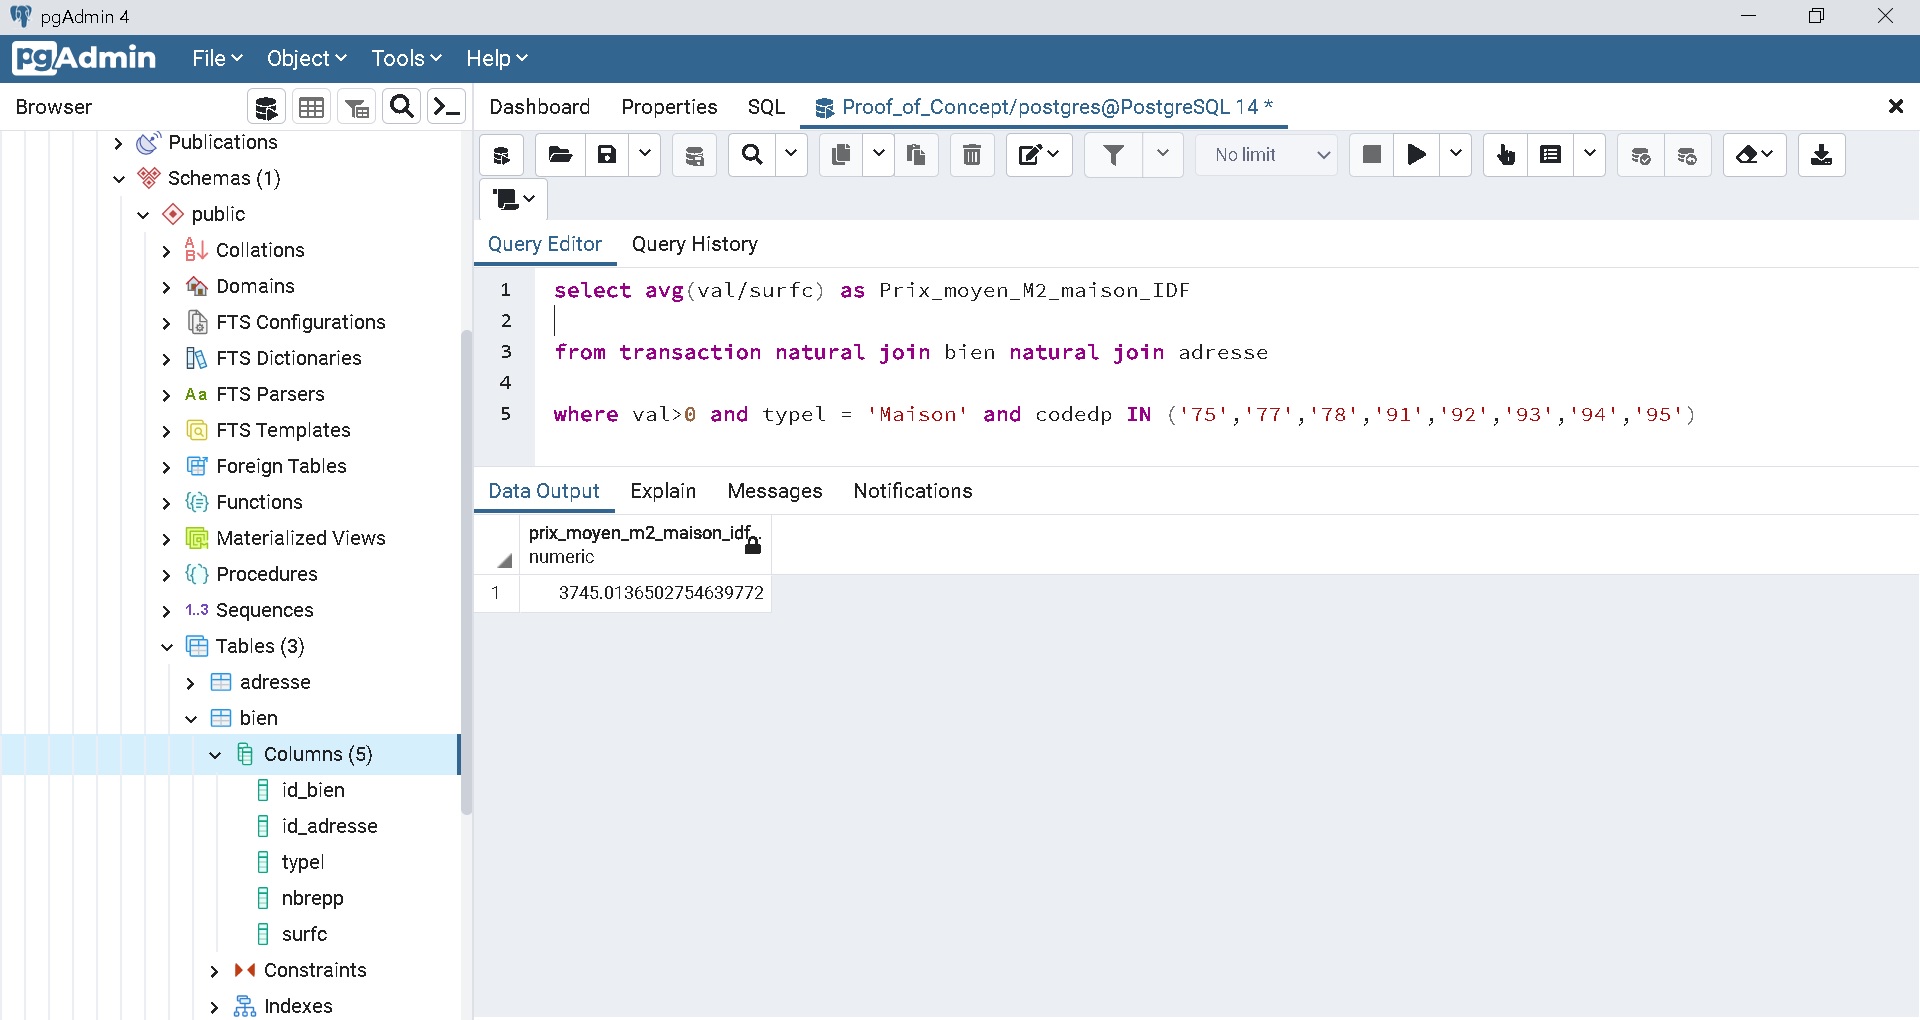 pgAdmin 4
pgAdmin File Object Tools Help
Browser
Dashboard Properties SQL Proof_of_Concept/postgres@PostgreSQL 14 *
No limit
Publications
Schemas (1)
public
Collations
Domains
FTS Configurations
FTS Dictionaries
Aa FTS Parsers
FTS Templates
Foreign Tables
Functions
Materialized Views
Procedures
1..3 Sequences
Tables (3)
adresse
bien
Columns (5)
id_bien
id_adresse
typel
nbrepp
surfc
Constraints
Indexes
Query Editor Query History
1 select avg(val/surfc) as Prix_moyen_M2_maison_IDF
2
3 from transaction natural join bien natural join adresse
4
5 where val>0 and typel = 'Maison' and codedp IN ('75','77','78','91','92','93','94','95')
Data Output Explain Messages Notifications
prix_moyen_m2_maison_idf..
numeric
1 3745.0136502754639772